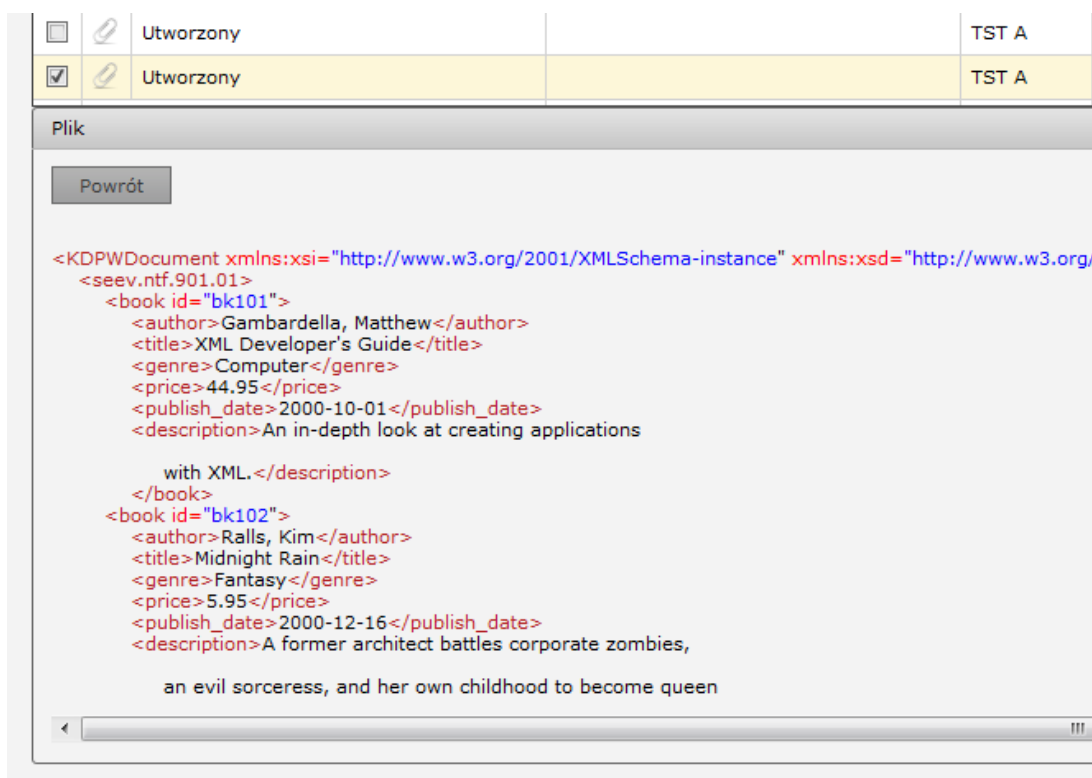 Utworzony TST A
Utworzony TST A
Plik
Powrót
<KDPWDocument xmlns:xsi="http://www.w3.org/2001/XMLSchema-instance" xmlns:xsd="http://www.w3.org/
<seev.ntf.901.01>
<book id="bk101">
<author>Gambardella, Matthew</author>
<title>XML Developer's Guide</title>
<genre>Computer</genre>
<price>44.95</price>
<publish_date>2000-10-01</publish_date>
<description>An in-depth look at creating applications
with XML.</description>
</book>
<book id="bk102">
<author>Ralls, Kim</author>
<title>Midnight Rain</title>
<genre>Fantasy</genre>
<price>5.95</price>
<publish_date>2000-12-16</publish_date>
<description>A former architect battles corporate zombies,
an evil sorceress, and her own childhood to become queen